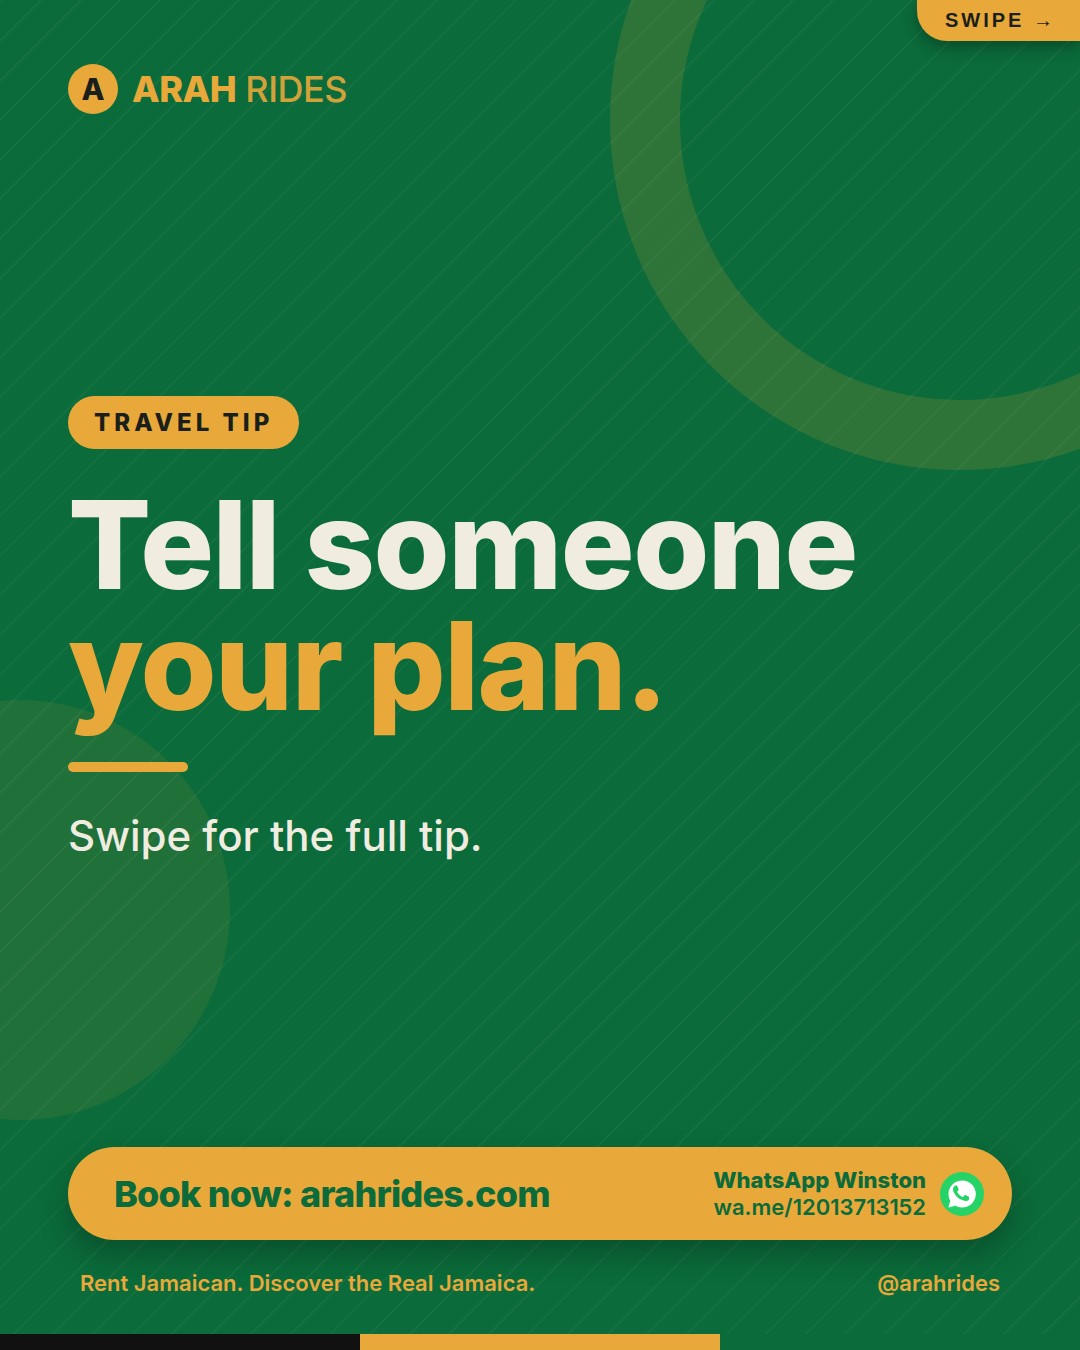 SWIPE →
A ARAH RIDES
TRAVEL TIP
Tell someone
your plan.
Swipe for the full tip.
Book now: arahrides.com
WhatsApp Winston
wa.me/12013713152
Rent Jamaican. Discover the Real Jamaica.
@arahrides